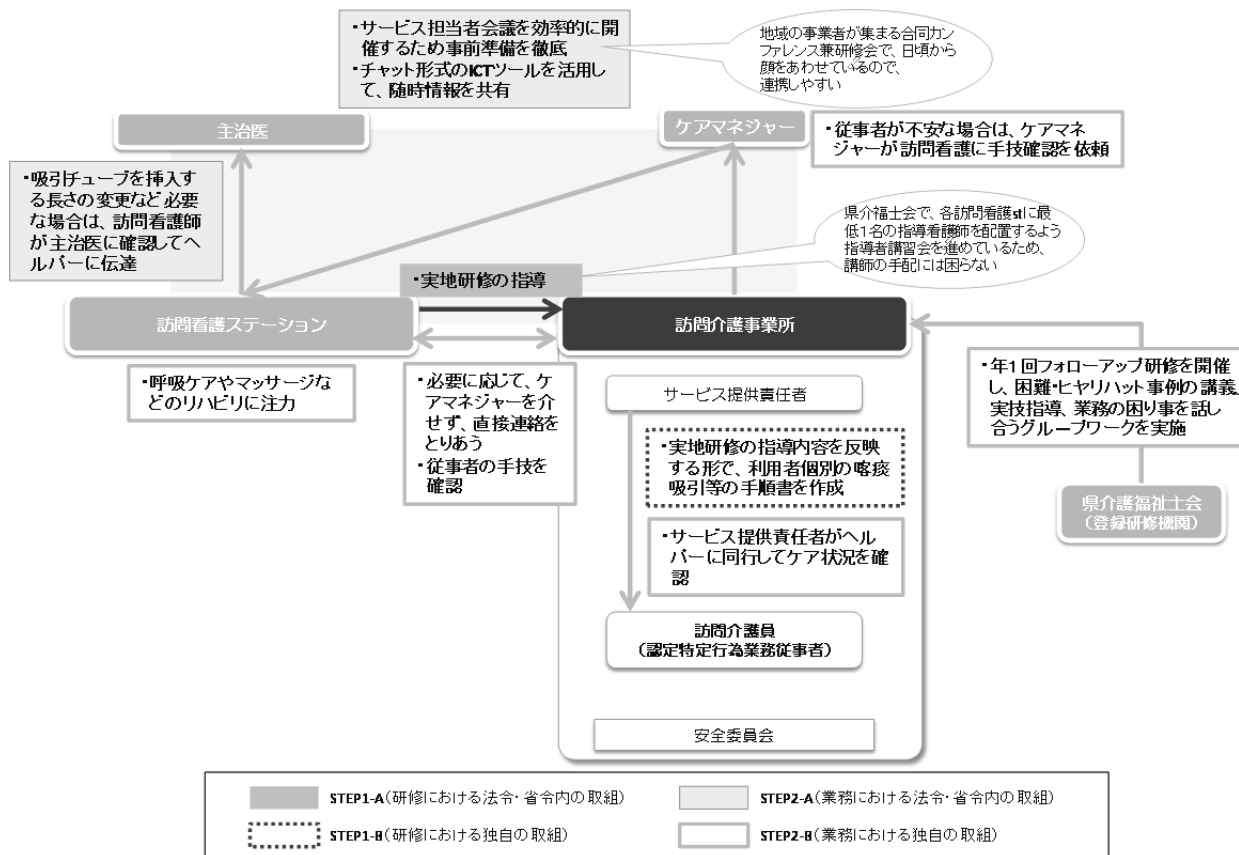 ・サービス担当者会議を効率的に開
催するため事前準備を徹底
・チャット形式のICTツールを活用し
て、随時情報を共有
地域の事業者が集まる合同カン
ファレンス兼研修会で、日頃から
顔をあわせているので、
連携しやすい
主治医
ケアマネジャー
・従事者が不安な場合は、ケアマネ
ジャーが訪問看護に手技確認を依頼
・吸引チューブを挿入す
る長さの変更など必要
な場合は、訪問看護師
が主治医に確認してヘ
ルパーに伝達
県介福士会で、各訪問看護stに最
低1名の指導看護師を配置するよう
指導者講習会を進めているため、
講師の手配には困らない
・実地研修の指導
訪問看護ステーション
訪問介護事業所
・呼吸ケアやマッサージな
どのリハビリに注力
・必要に応じて、ケ
アマネジャーを介
せず、直接連絡を
とりあう
・従事者の手技を
確認
サービス提供責任者
・実地研修の指導内容を反映
する形で、利用者個別の喀痰
吸引等の手順書を作成
・サービス提供責任者がヘル
パーに同行してケア状況を確
認
訪問介護員
（認定特定行為業務従事者）
安全委員会
・年1回フォローアップ研修を開催
し、困難・ヒヤリハット事例の講義、
実技指導、業務の困り事を話し
合うグループワークを実施
県介護福祉士会
（登録研修機関）
STEP1-A（研修における法令・省令内の取組）
STEP2-A（業務における法令・省令内の取組）
STEP1-B（研修における独自の取組）
STEP2-B（業務における独自の取組）